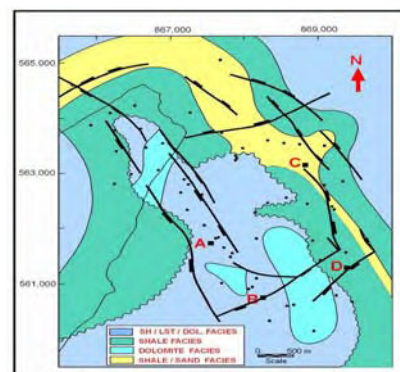 867,000
869,000
565,000
563,000
561,000
N
C
A
D
B
SH / LST / DOL. FACIES
SHALE FACIES
DOLOMITE FACIES
SHALE / SAND FACIES
0 500 m
Scale